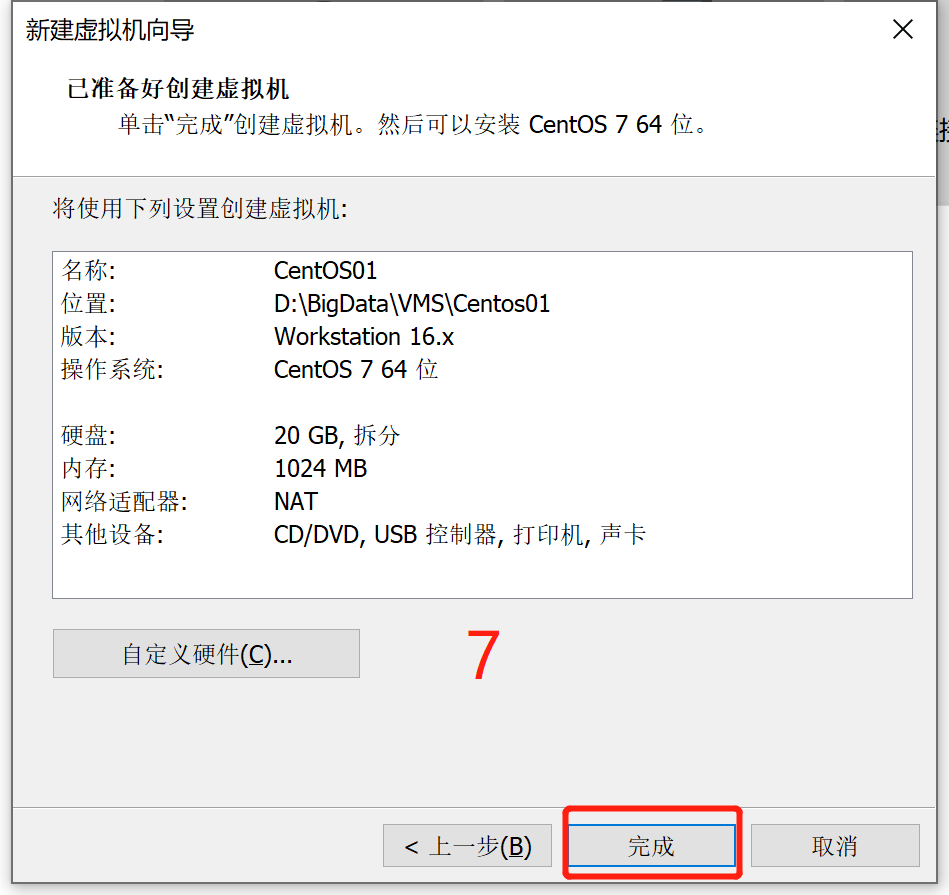 新建虚拟机向导
已准备好创建虚拟机
单击“完成”创建虚拟机。然后可以安装 CentOS 7 64 位。
将使用下列设置创建虚拟机:
名称: CentOS01
位置: D:\BigData\VMS\Centos01
版本: Workstation 16.x
操作系统: CentOS 7 64 位
硬盘: 20 GB, 拆分
内存: 1024 MB
网络适配器: NAT
其他设备: CD/DVD, USB 控制器, 打印机, 声卡
自定义硬件(C)...
7
< 上一步(B) 完成 取消